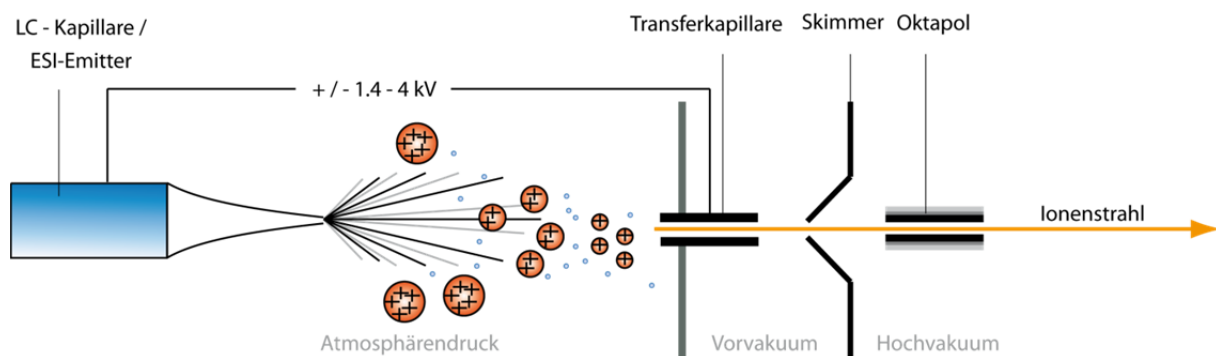 LC - Kapillare /
ESI-Emitter
+ / - 1.4 - 4 kV
Transferkapillare
Skimmer
Oktapol
Ionenstrahl
Atmosphärendruck
Vorvakuum
Hochvakuum